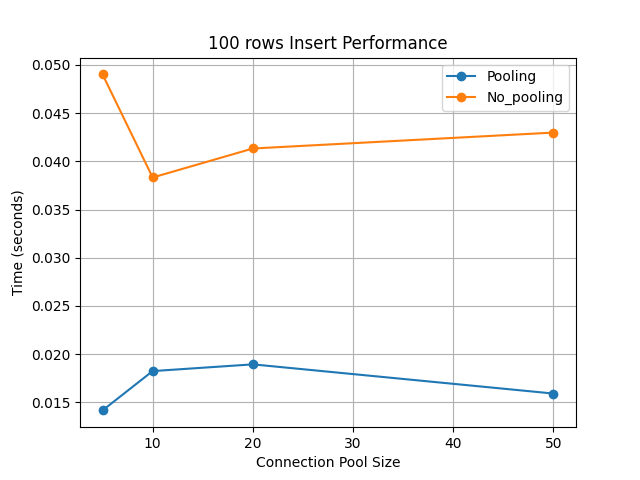 100 rows Insert Performance
Pooling
No_pooling
Time (seconds)
0.050
0.045
0.040
0.035
0.030
0.025
0.020
0.015
10 20 30 40 50
Connection Pool Size